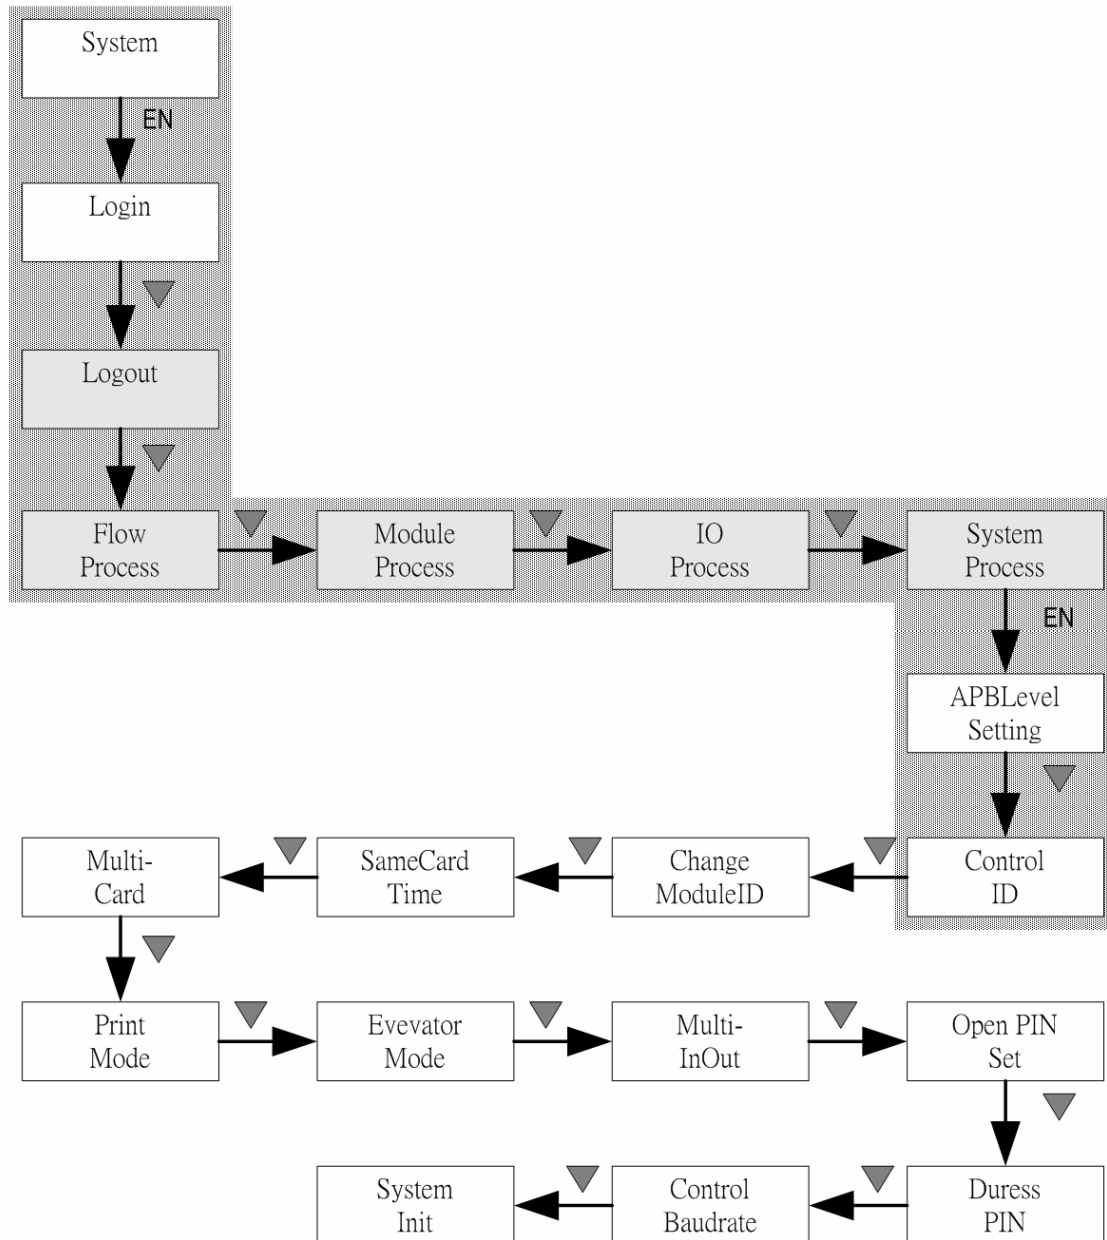 System
EN
Login
Logout
Flow
Process
Module
Process
IO
Process
System
Process
EN
APBLevel
Setting
Multi-
Card
SameCard
Time
Change
ModuleID
Control
ID
Print
Mode
Evevator
Mode
Multi-
InOut
Open PIN
Set
System
Init
Control
Baudrate
Duress
PIN